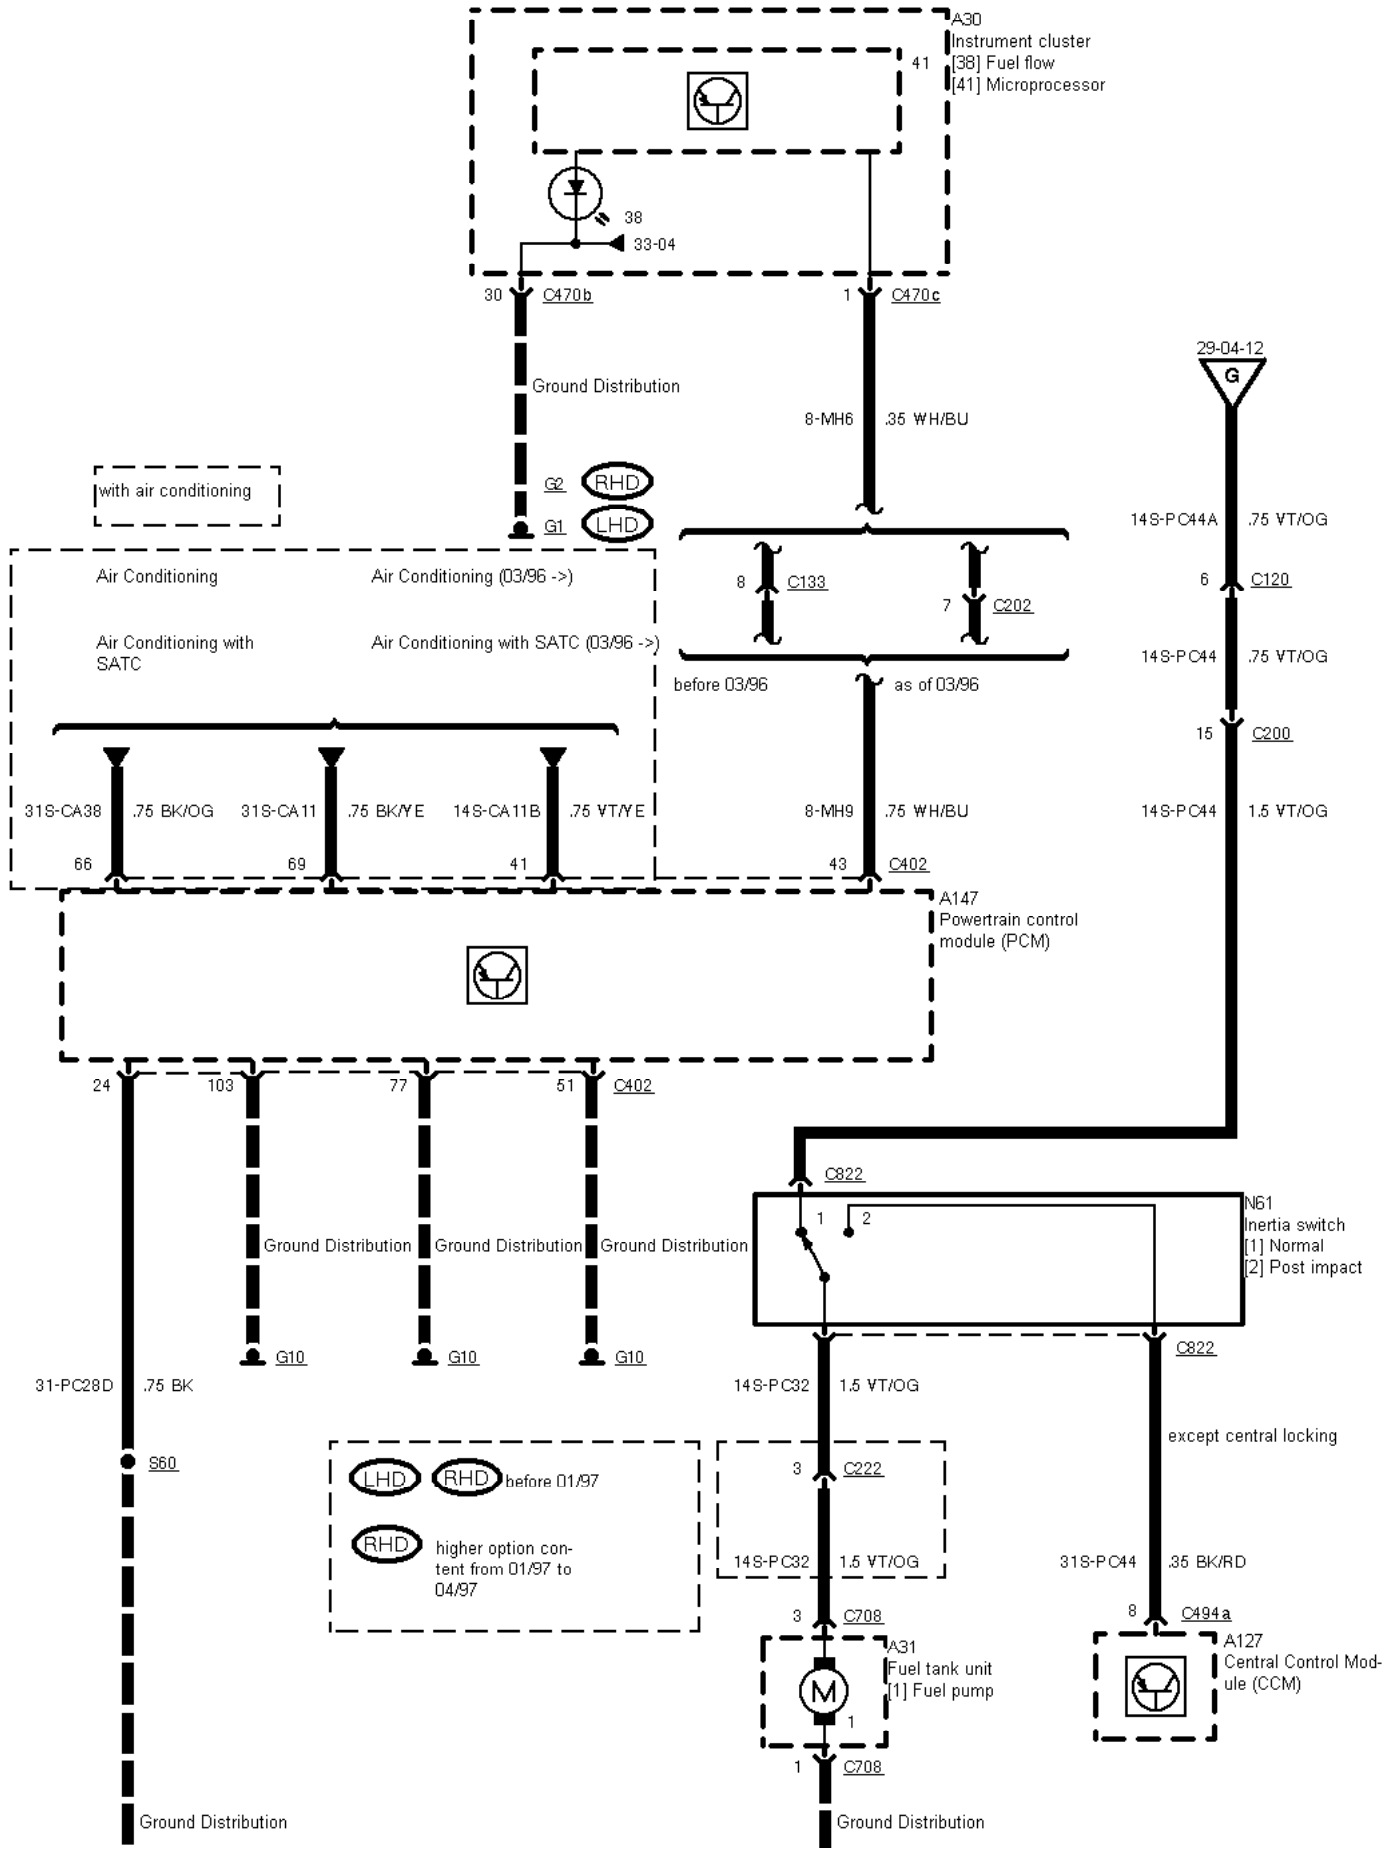 A30
Instrument cluster
41
[38] Fuel flow
[41] Microprocessor
38
33-04
30
C470b
1
C470c
29-04-12
G
Ground Distribution
8-MH6
.35 WH/BU
with air conditioning
G2
RHD
G1
LHD
14S-PC44A
.75 VT/OG
Air Conditioning
Air Conditioning (03/96 ->)
8
C133
6
C120
7
C202
Air Conditioning with
SATC
Air Conditioning with SATC (03/96 ->)
14S-PC44
.75 VT/OG
before 03/96
as of 03/96
15
C200
31S-CA38
.75 BK/OG
31S-CA11
.75 BK/YE
14S-CA11B
.75 VT/YE
8-MH9
.75 WH/BU
14S-PC44
1.5 VT/OG
66
69
41
43
C402
A147
Powertrain control
module (PCM)
24
103
77
51
C402
C822
N61
1
2
Inertia switch
[1] Normal
[2] Post impact
Ground Distribution
Ground Distribution
Ground Distribution
G10
G10
G10
C822
31-PC28D
.75 BK
14S-PC32
1.5 VT/OG
except central locking
S60
LHD
RHD
before 01/97
3
C222
RHD
higher option con-
tent from 01/97 to
04/97
14S-PC32
1.5 VT/OG
31S-PC44
.35 BK/RD
3
C708
8
C494a
A31
Fuel tank unit
[1] Fuel pump
M
1
A127
Central Control Mod-
ule (CCM)
1
C708
Ground Distribution
Ground Distribution